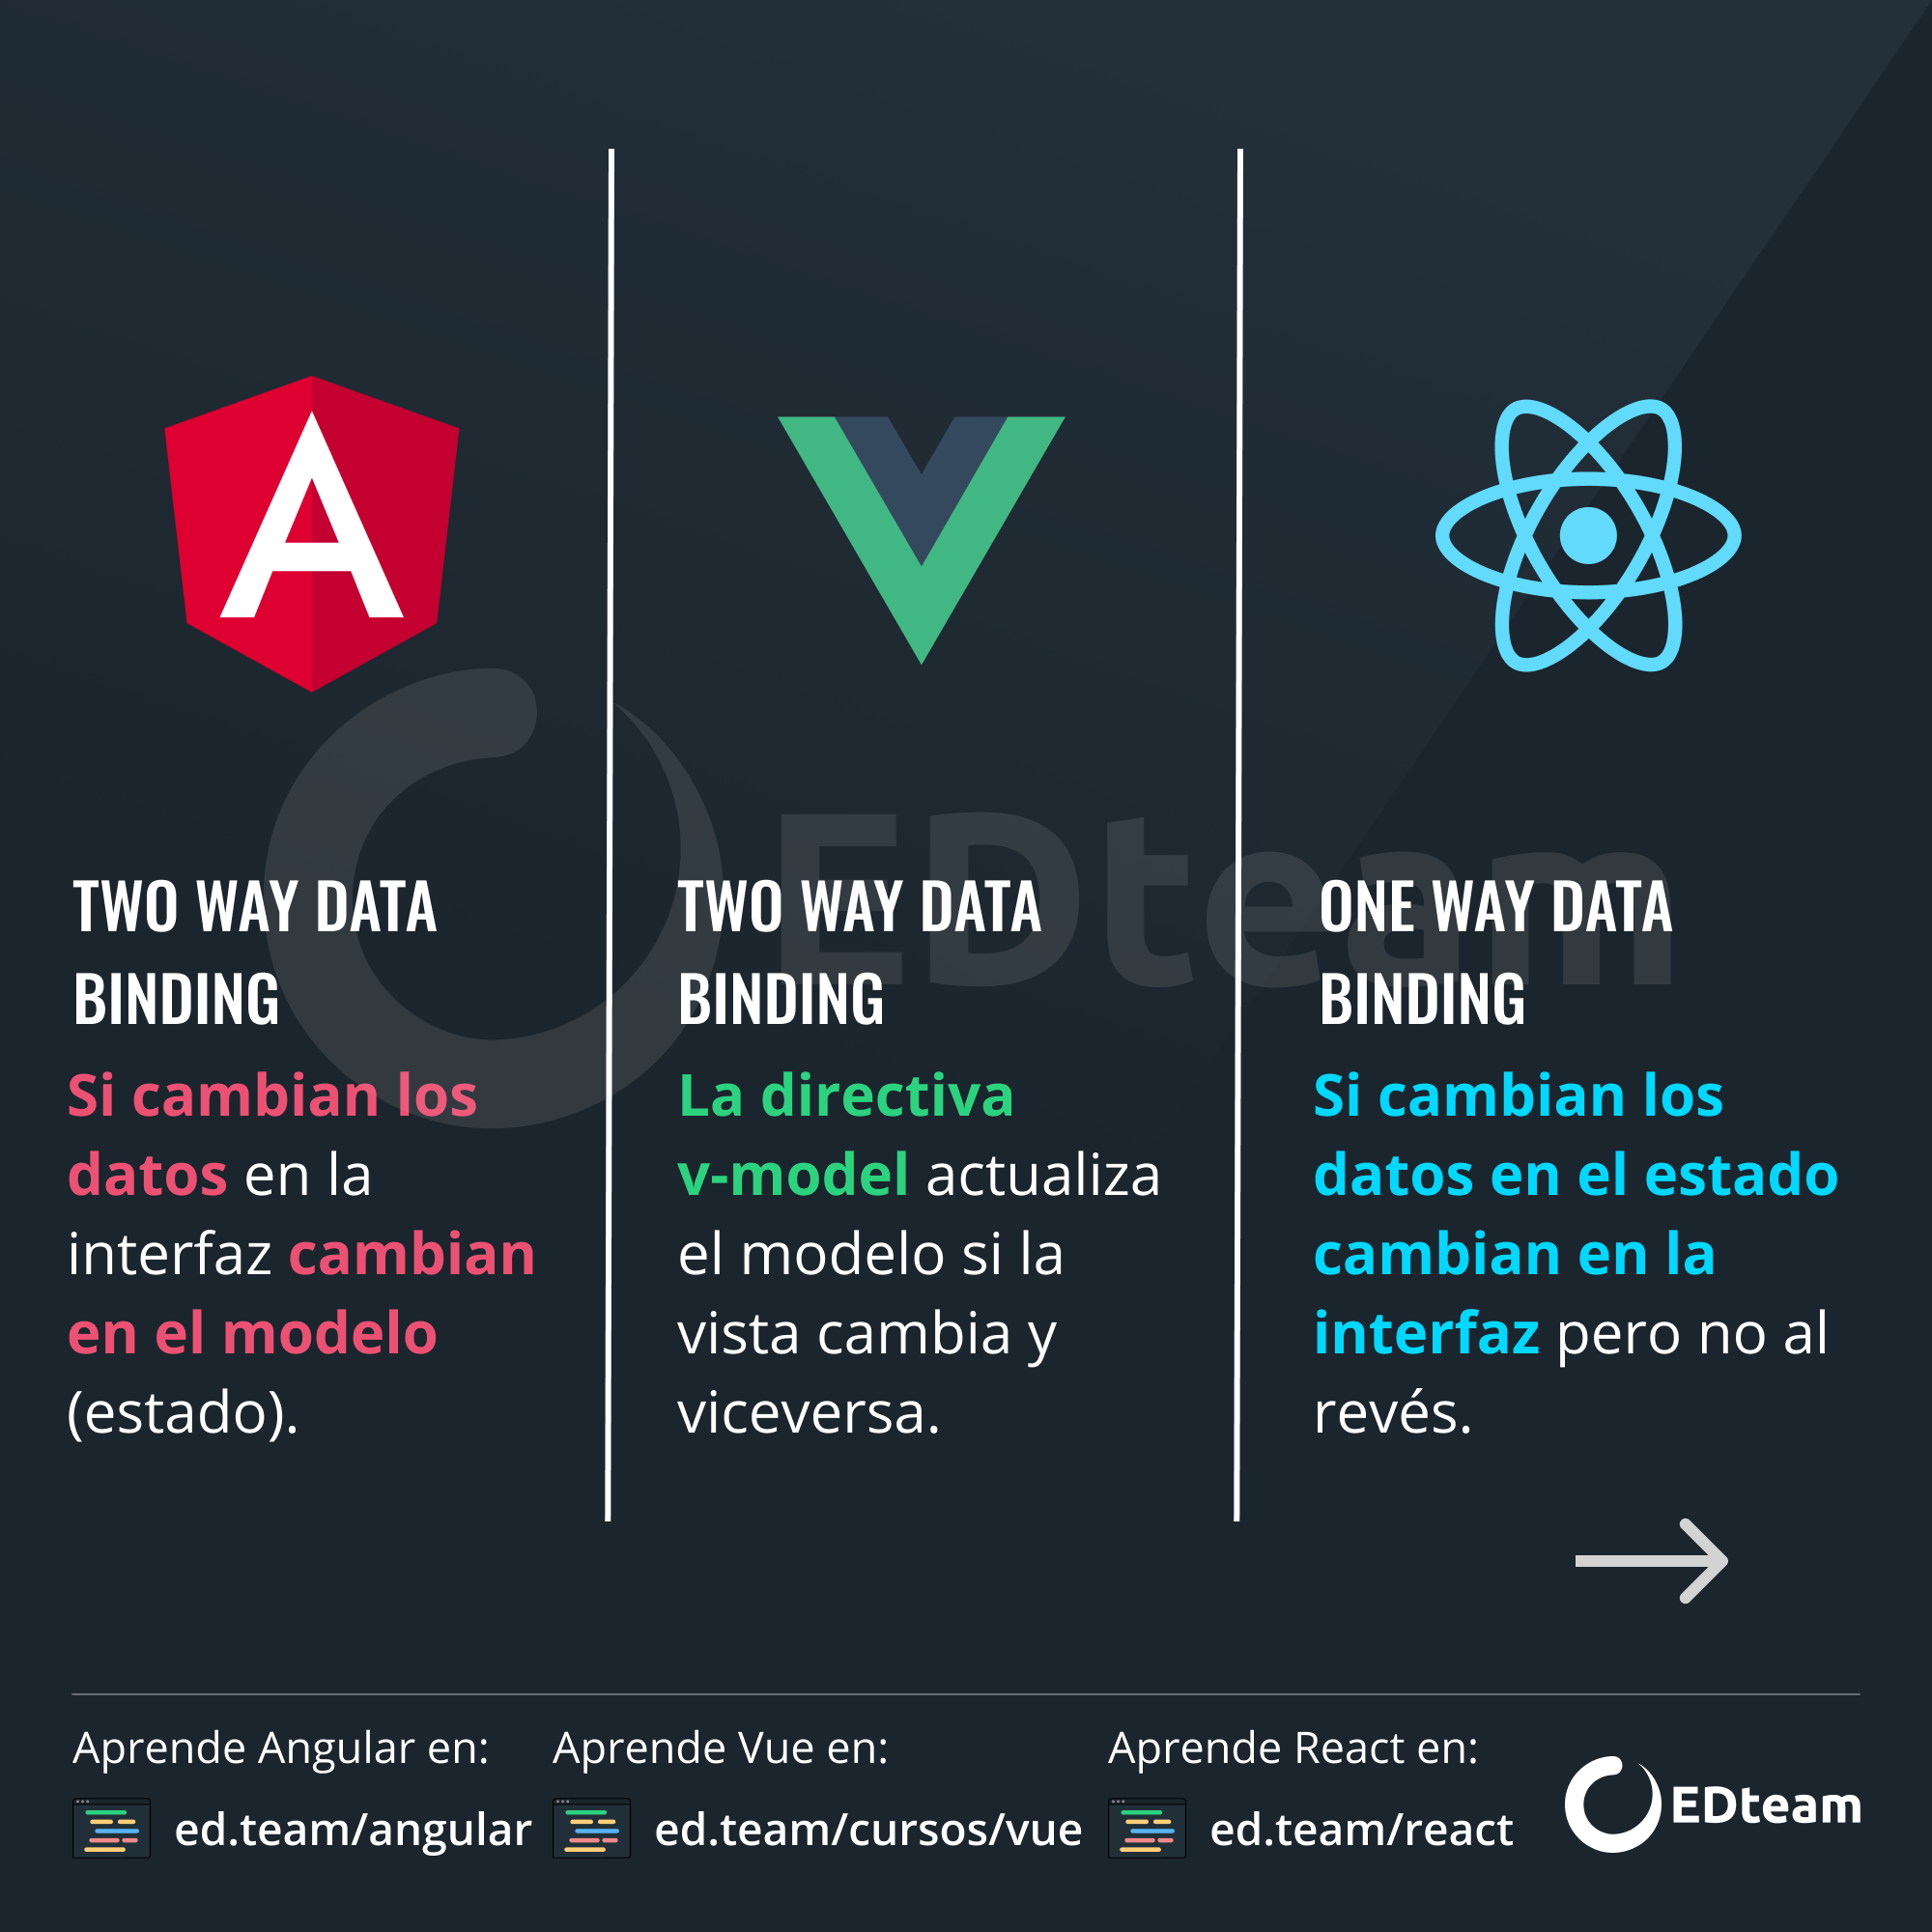 TWO WAY DATA
BINDING
Si cambian los
datos en la
interfaz cambian
en el modelo
(estado).
TWO WAY DATA
BINDING
La directiva
v-model actualiza
el modelo si la
vista cambia y
viceversa.
ONE WAY DATA
BINDING
Si cambian los
datos en el estado
cambian en la
interfaz pero no al
revés.
EDteam
Aprende Angular en:
ed.team/angular
Aprende Vue en:
ed.team/cursos/vue
Aprende React en:
ed.team/react
EDteam